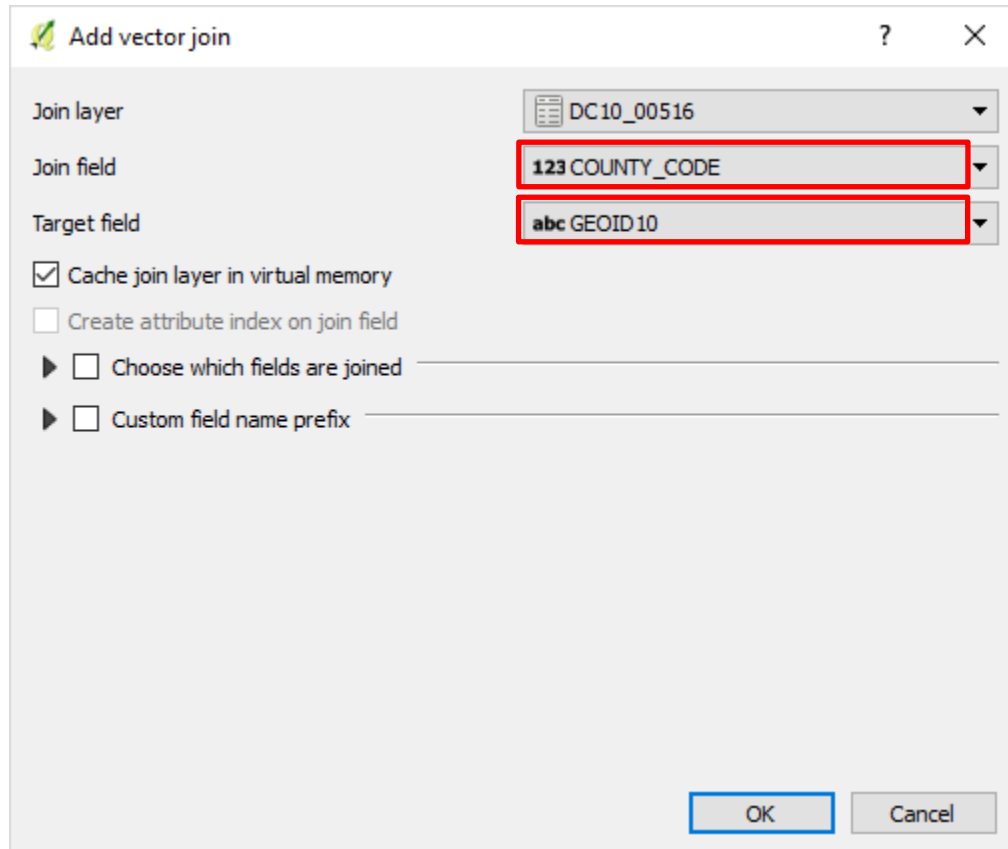 Add vector join ?
Join layer DC10_00516
Join field 123 COUNTY_CODE
Target field abc GEOID10
Cache join layer in virtual memory
Create attribute index on join field
Choose which fields are joined
Custom field name prefix
OK Cancel